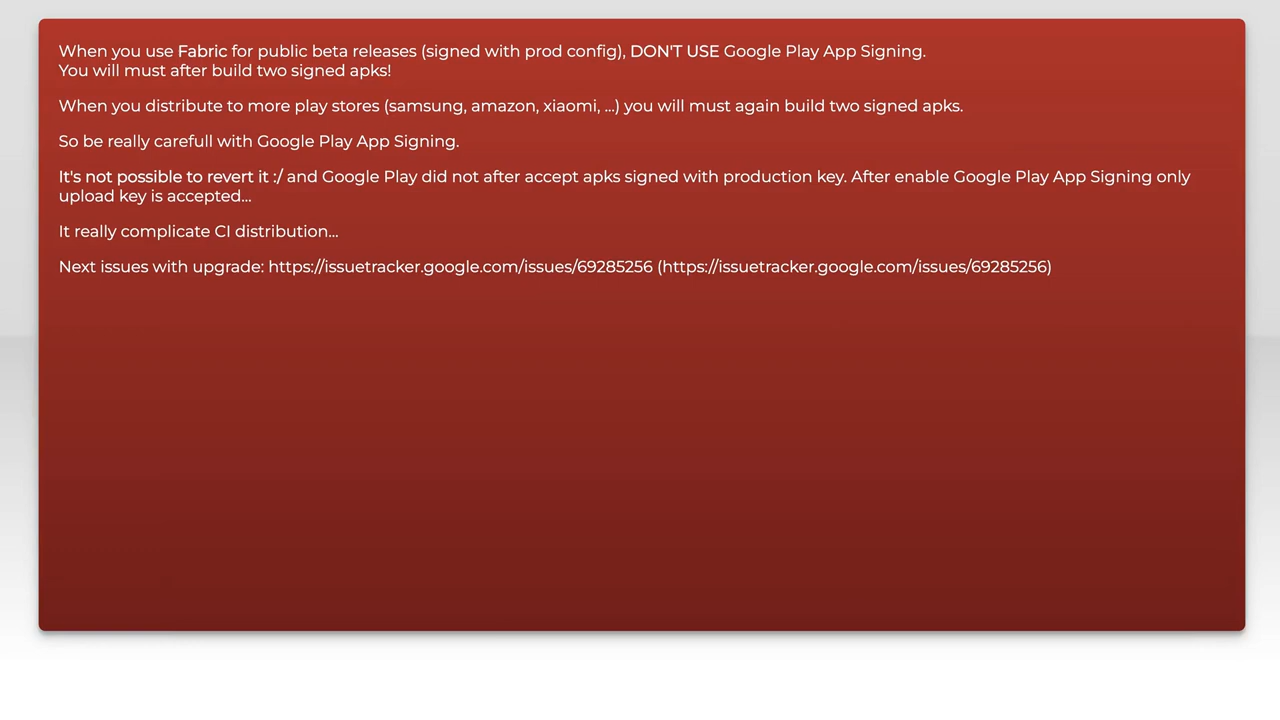 When you use Fabric for public beta releases (signed with prod config), DON'T USE Google Play App Signing.
You will must after build two signed apks!
When you distribute to more play stores (samsung, amazon, xiaomi, ...) you will must again build two signed apks.
So be really carefull with Google Play App Signing.
It's not possible to revert it :/ and Google Play did not after accept apks signed with production key. After enable Google Play App Signing only
upload key is accepted...
It really complicate CI distribution...
Next issues with upgrade: https://issuetracker.google.com/issues/69285256 (https://issuetracker.google.com/issues/69285256)